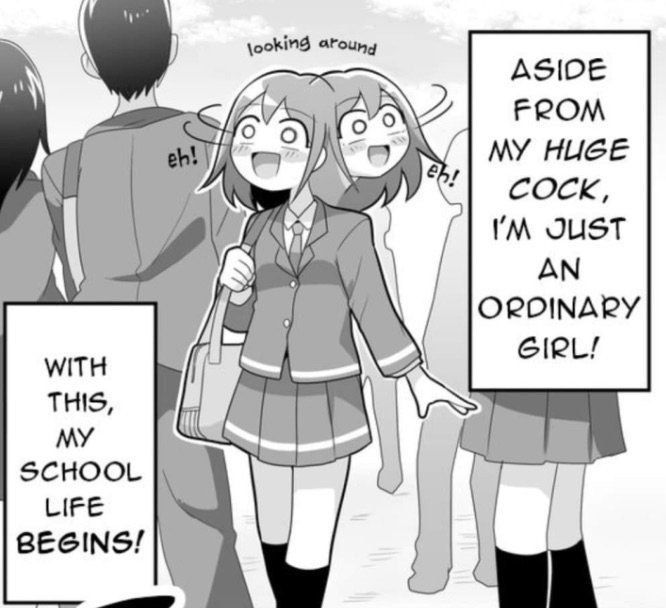 ASIDE
FROM
MY HUGE
COCK,
I'M JUST
AN
ORDINARY
GIRL!
looking around
eh!
eh!
WITH
THIS,
MY
SCHOOL
LIFE
BEGINS!